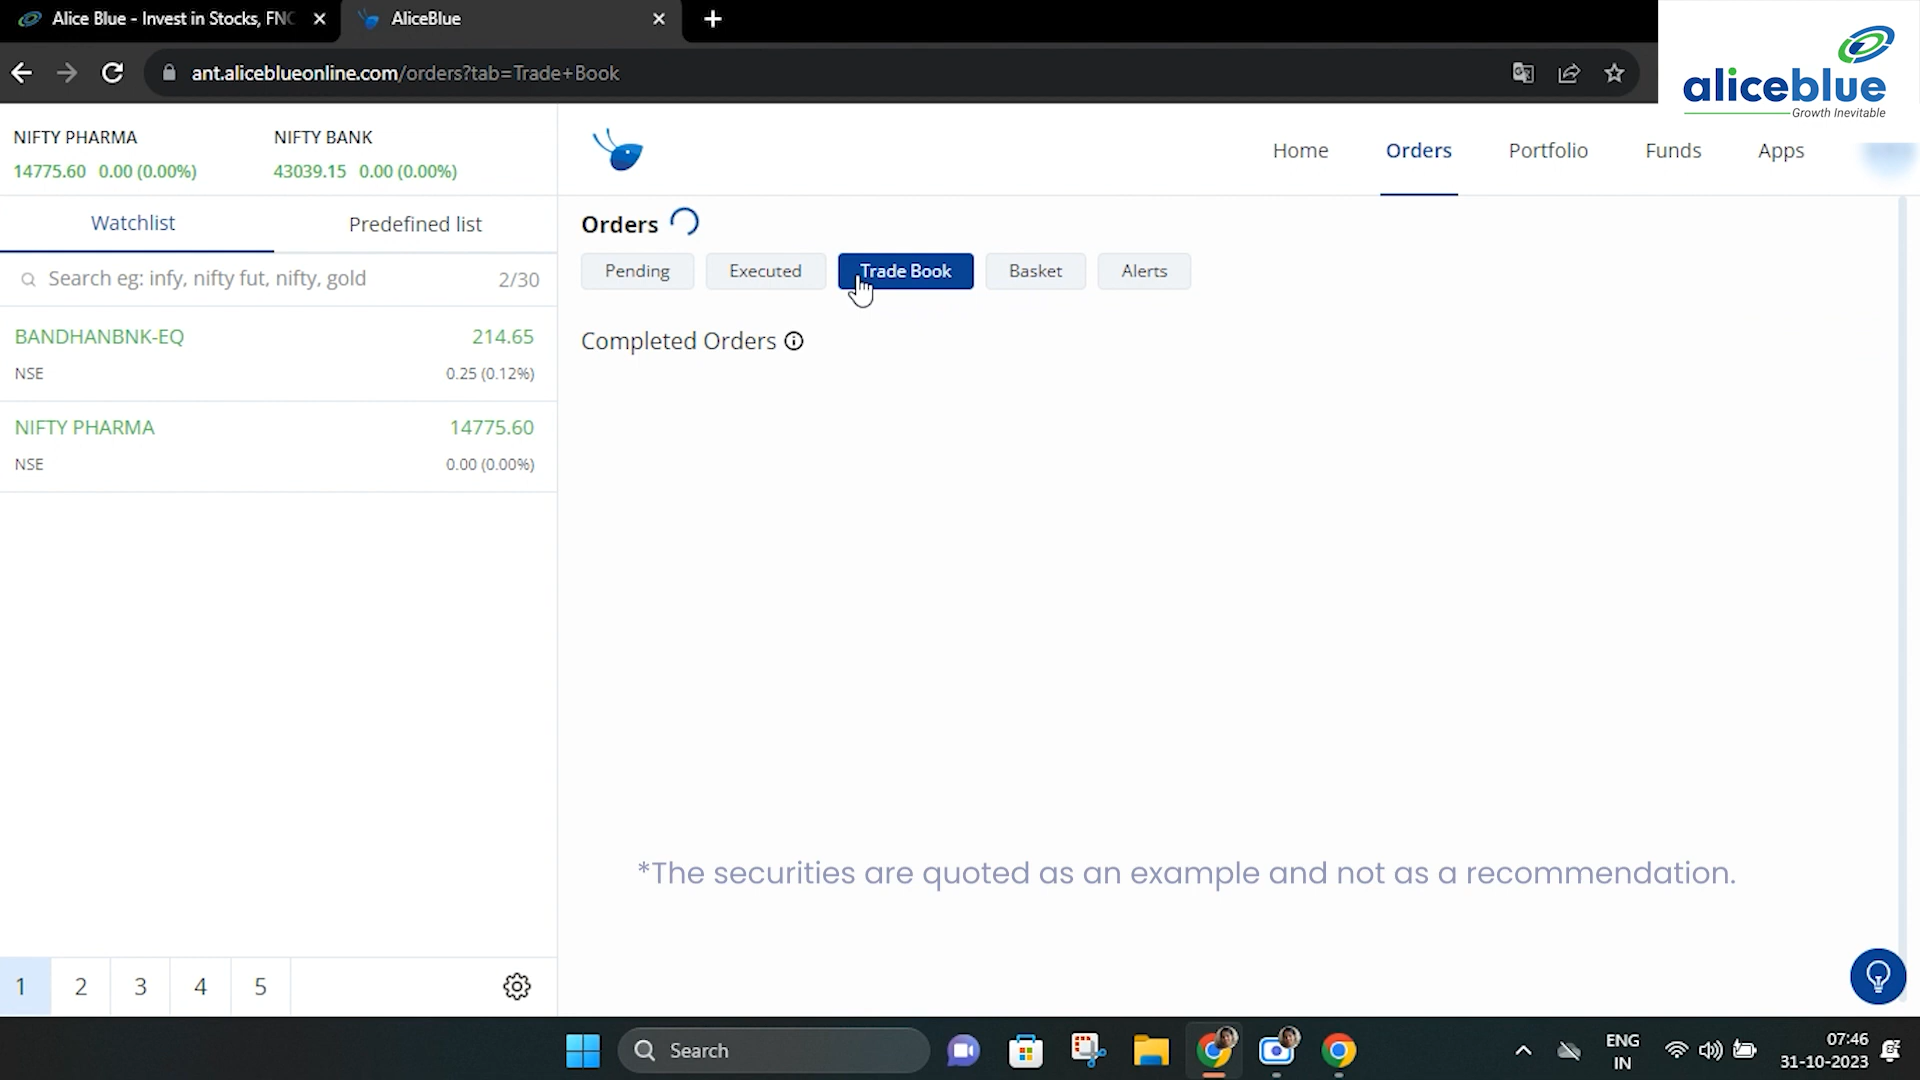 Alice Blue - Invest in Stocks, FNO
AliceBlue
ant.aliceblueonline.com/orders?tab=Trade+Book
aliceblue
Growth Inevitable
NIFTY PHARMA
14775.60 0.00 (0.00%)
NIFTY BANK
43039.15 0.00 (0.00%)
Home
Orders
Portfolio
Funds
Apps
Watchlist
Predefined list
Search eg: infy, nifty fut, nifty, gold
2/30
BANDHANBNK-EQ 214.65
NSE 0.25 (0.12%)
NIFTY PHARMA 14775.60
NSE 0.00 (0.00%)
Orders
Pending
Executed
Trade Book
Basket
Alerts
Completed Orders
*The securities are quoted as an example and not as a recommendation.
1 2 3 4 5
Search
ENG
IN
07:46
31-10-2023